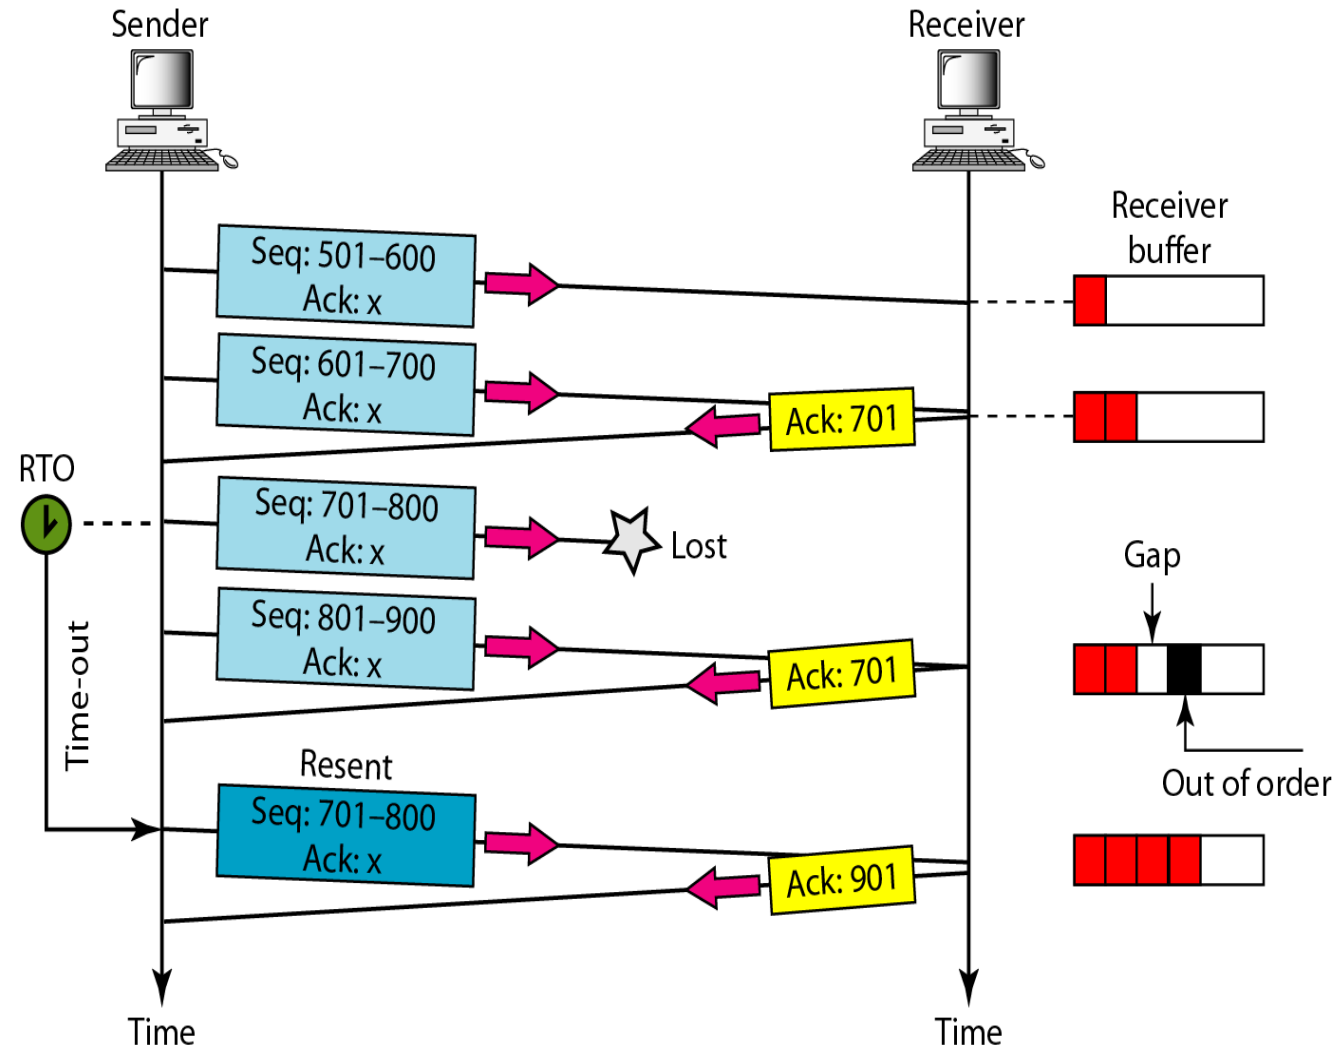 Sender
Receiver
Receiver
buffer
Seq: 501–600
Ack: x
Seq: 601–700
Ack: x
Ack: 701
RTO
Seq: 701–800
Ack: x
Lost
Gap
Time-out
Seq: 801–900
Ack: x
Ack: 701
Out of order
Resent
Seq: 701–800
Ack: x
Ack: 901
Time
Time